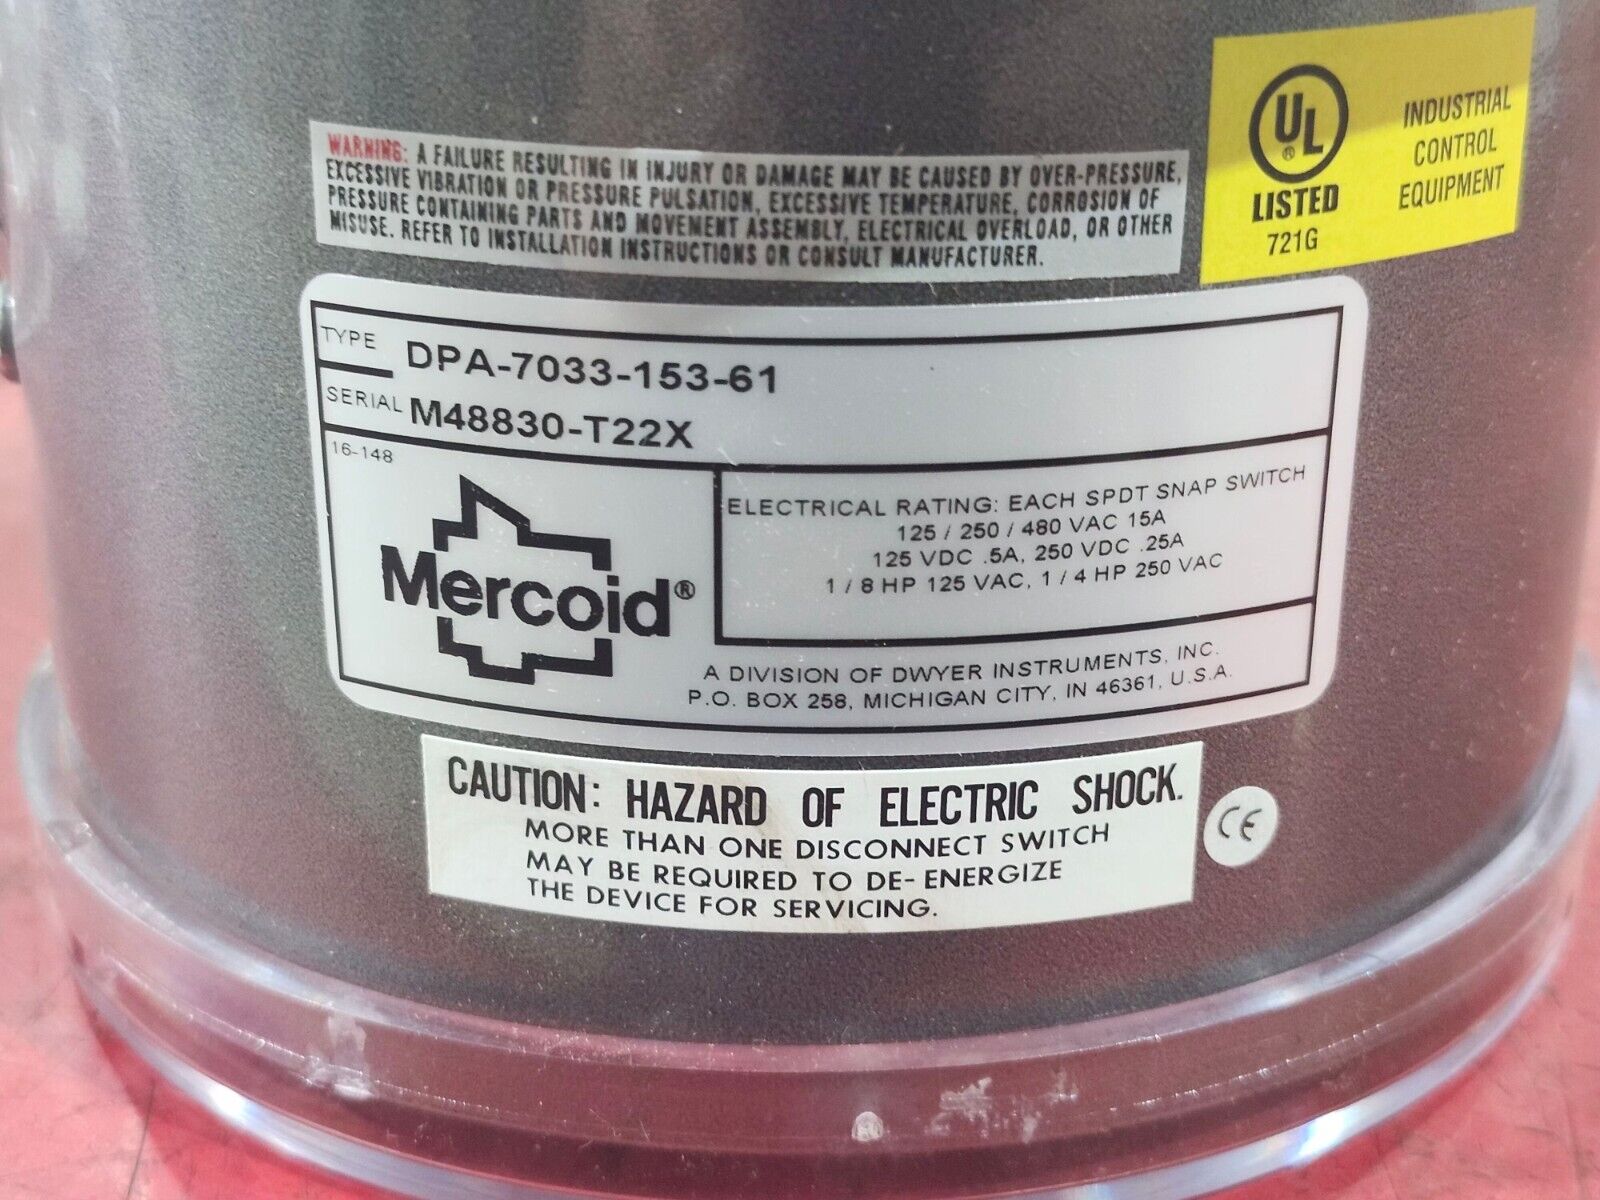 WARNING: A FAILURE RESULTING IN INJURY OR DAMAGE MAY BE CAUSED BY OVER-PRESSURE,
EXCESSIVE VIBRATION OR PRESSURE PULSATION, EXCESSIVE TEMPERATURE, CORROSION OF
PRESSURE CONTAINING PARTS AND MOVEMENT ASSEMBLY, ELECTRICAL OVERLOAD, OR OTHER
MISUSE. REFER TO INSTALLATION INSTRUCTIONS OR CONSULT MANUFACTURER.
UL ®
LISTED
721G
INDUSTRIAL
CONTROL
EQUIPMENT
TYPE DPA-7033-153-61
SERIAL M48830-T22X
16-148
Mercoid®
ELECTRICAL RATING: EACH SPDT SNAP SWITCH
125 / 250 / 480 VAC 15A
125 VDC .5A, 250 VDC .25A
1 / 8 HP 125 VAC, 1 / 4 HP 250 VAC
A DIVISION OF DWYER INSTRUMENTS, INC.
P.O. BOX 258, MICHIGAN CITY, IN 46361, U.S.A.
CAUTION: HAZARD OF ELECTRIC SHOCK.
MORE THAN ONE DISCONNECT SWITCH
MAY BE REQUIRED TO DE-ENERGIZE
THE DEVICE FOR SERVICING.
CE